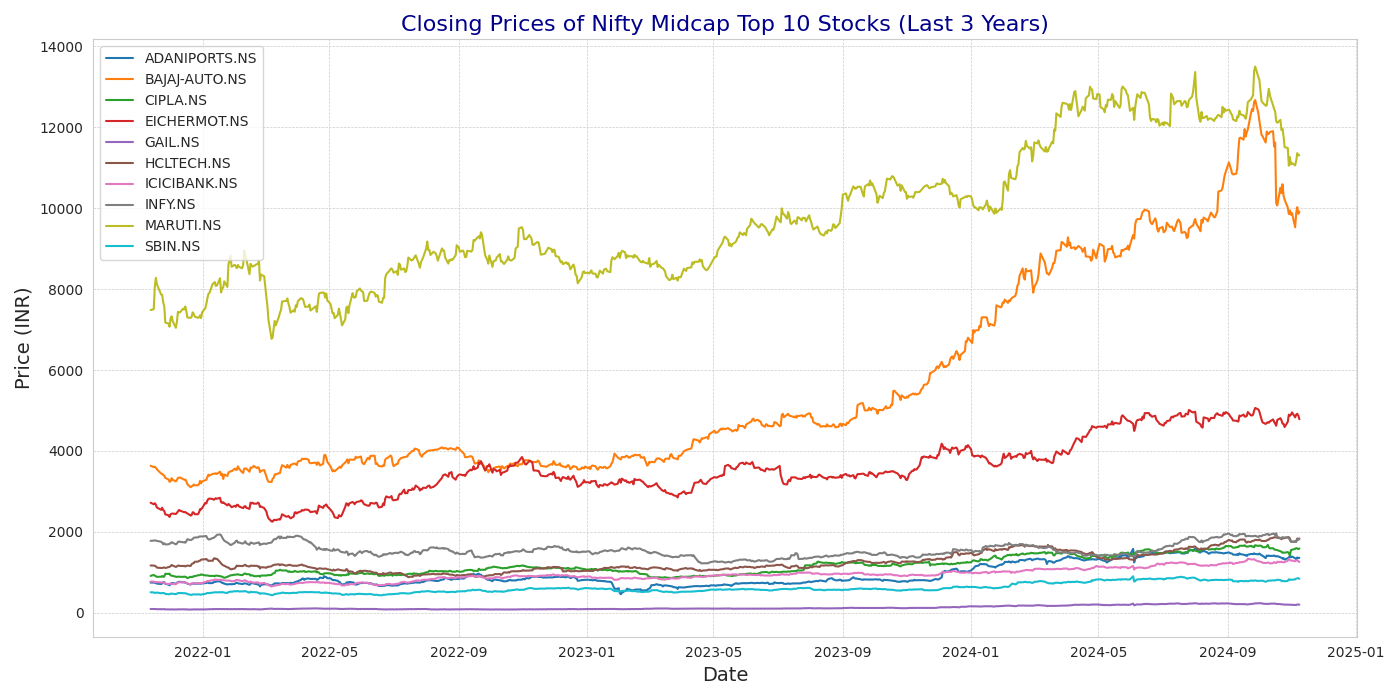 Closing Prices of Nifty Midcap Top 10 Stocks (Last 3 Years)
ADANIPORTS.NS
BAJAJ-AUTO.NS
CIPLA.NS
EICHERMOT.NS
GAIL.NS
HCLTECH.NS
ICICIBANK.NS
INFY.NS
MARUTI.NS
SBIN.NS
Price (INR)
14000
12000
10000
8000
6000
4000
2000
0
2022-01 2022-05 2022-09 2023-01 2023-05 2023-09 2024-01 2024-05 2024-09 2025-01
Date